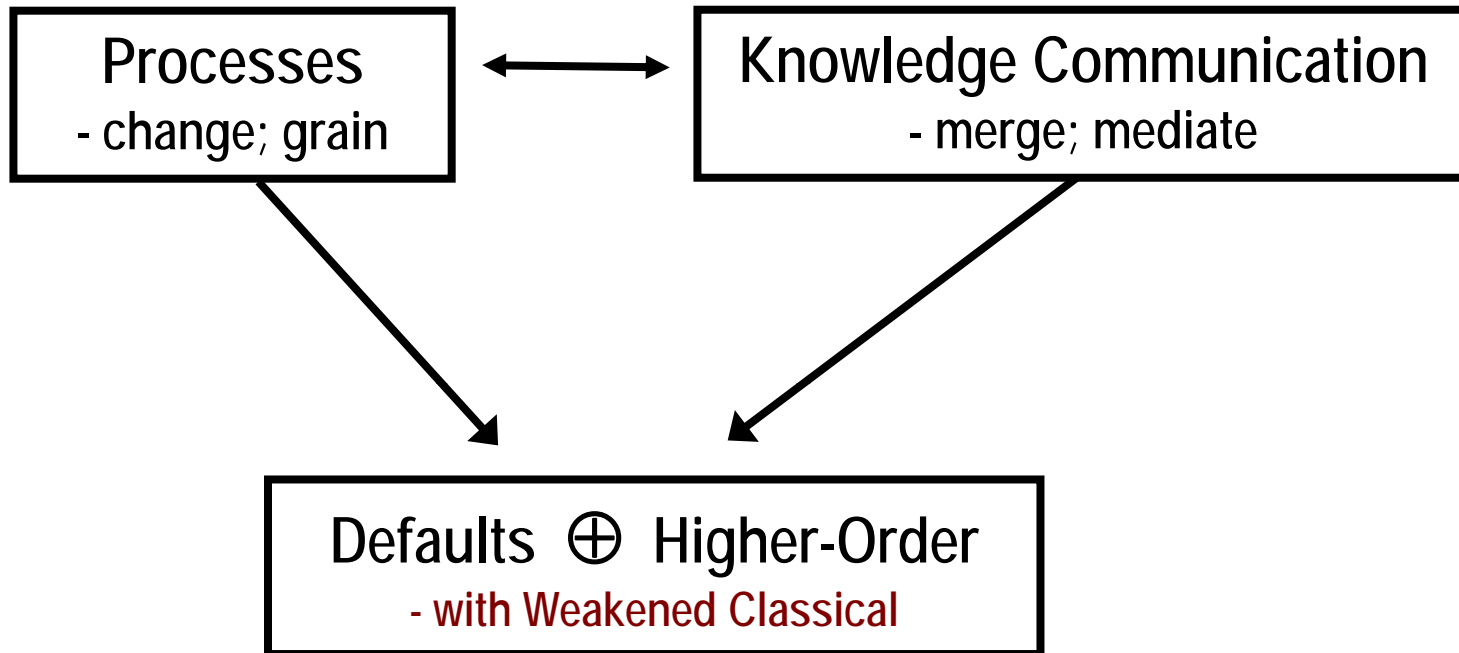 Processes
- change; grain
Knowledge Communication
- merge; mediate
Defaults ⊕ Higher-Order
- with Weakened Classical